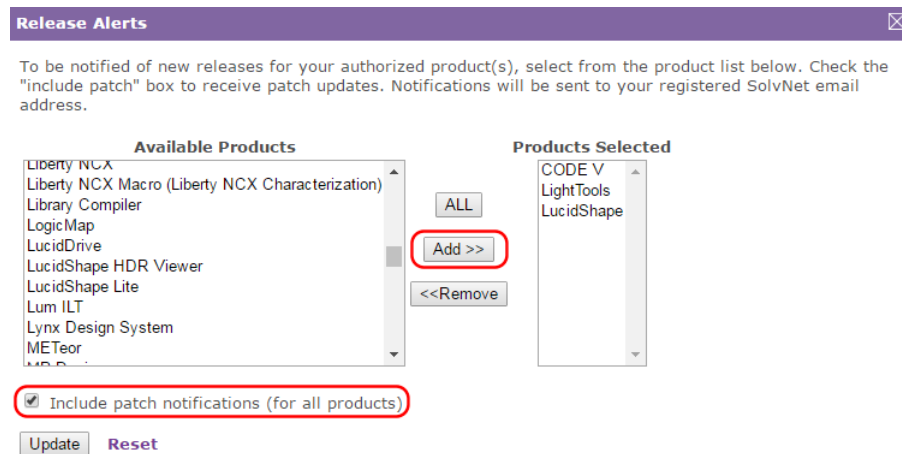 Release Alerts
To be notified of new releases for your authorized product(s), select from the product list below. Check the
"include patch" box to receive patch updates. Notifications will be sent to your registered SolvNet email
address.
Available Products
Liberty NCX
Liberty NCX Macro (Liberty NCX Characterization)
Library Compiler
LogicMap
LucidDrive
LucidShape HDR Viewer
LucidShape Lite
Lum ILT
Lynx Design System
METeor
ALL
Add >>
<<Remove
Products Selected
CODE V
LightTools
LucidShape
Include patch notifications (for all products)
Update Reset